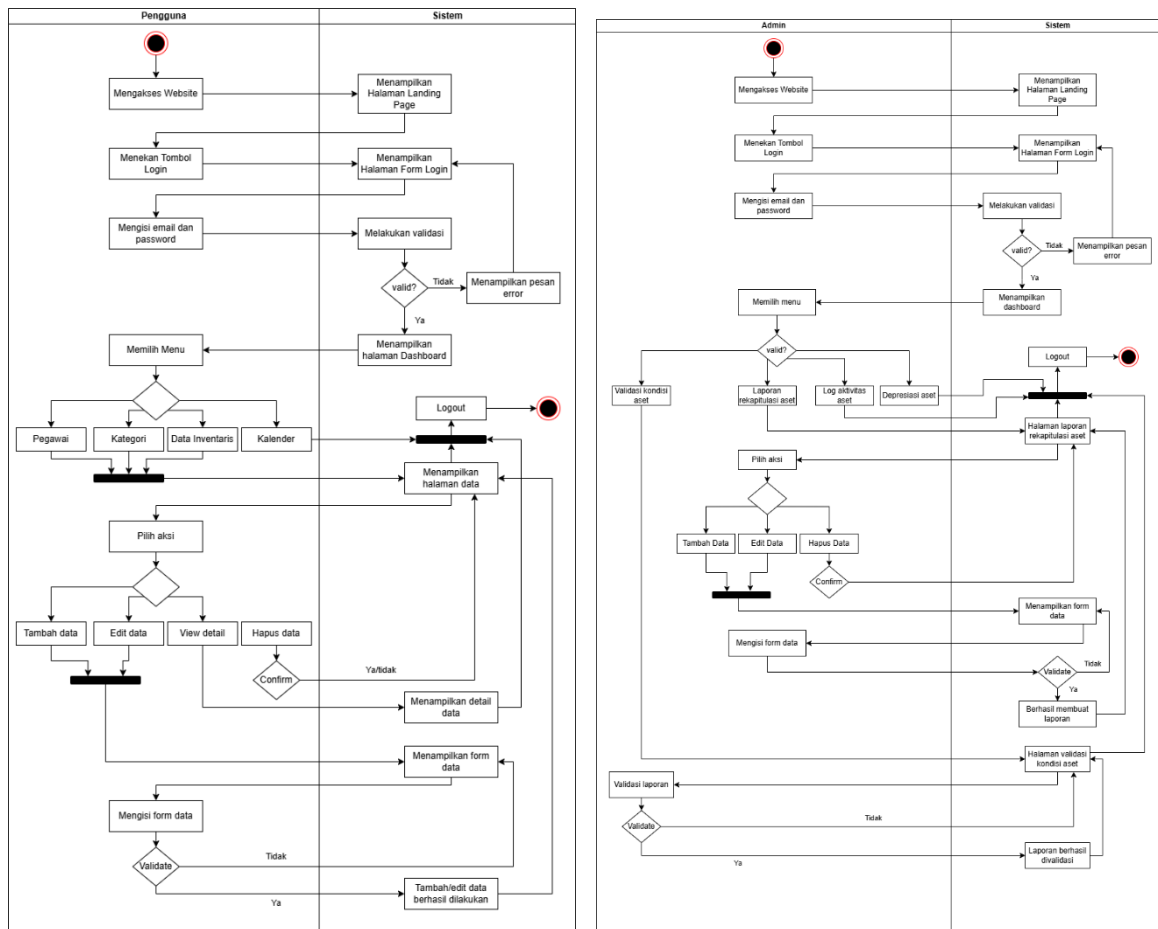 Pengguna
Sistem
Mengakses Website
Menampilkan
Halaman Landing
Page
Menekan Tombol
Login
Menampilkan
Halaman Form Login
Mengisi email dan
password
Melakukan validasi
valid?
Tidak
Menampilkan pesan
error
Ya
Menampilkan
halaman Dashboard
Memilih Menu
Pegawai
Kategori
Data Inventaris
Kalender
Logout
Menampilkan
halaman data
Pilih aksi
Tambah data
Edit data
View detail
Hapus data
Confirm
Ya/tidak
Menampilkan detail
data
Menampilkan form
data
Mengisi form data
Validate
Tidak
Ya
Tambah/edit data
berhasil dilakukan
Admin
Sistem
Mengakses Website
Menampilkan
Halaman Landing
Page
Menekan Tombol
Login
Menampilkan
Halaman Form Login
Mengisi email dan
password
Melakukan validasi
valid?
Tidak
Menampilkan pesan
error
Ya
Menampilkan
dashboard
Memilih menu
valid?
Validasi kondisi
aset
Laporan
rekapitulasi aset
Log aktivitas
aset
Depresiasi aset
Logout
Halaman laporan
rekapitulasi aset
Pilih aksi
Tambah Data
Edit Data
Hapus Data
Confirm
Menampilkan form
data
Mengisi form data
Validate
Tidak
Ya
Berhasil membuat
laporan
Halaman validasi
kondisi aset
Validasi laporan
Validate
Tidak
Ya
Laporan berhasil
divalidasi